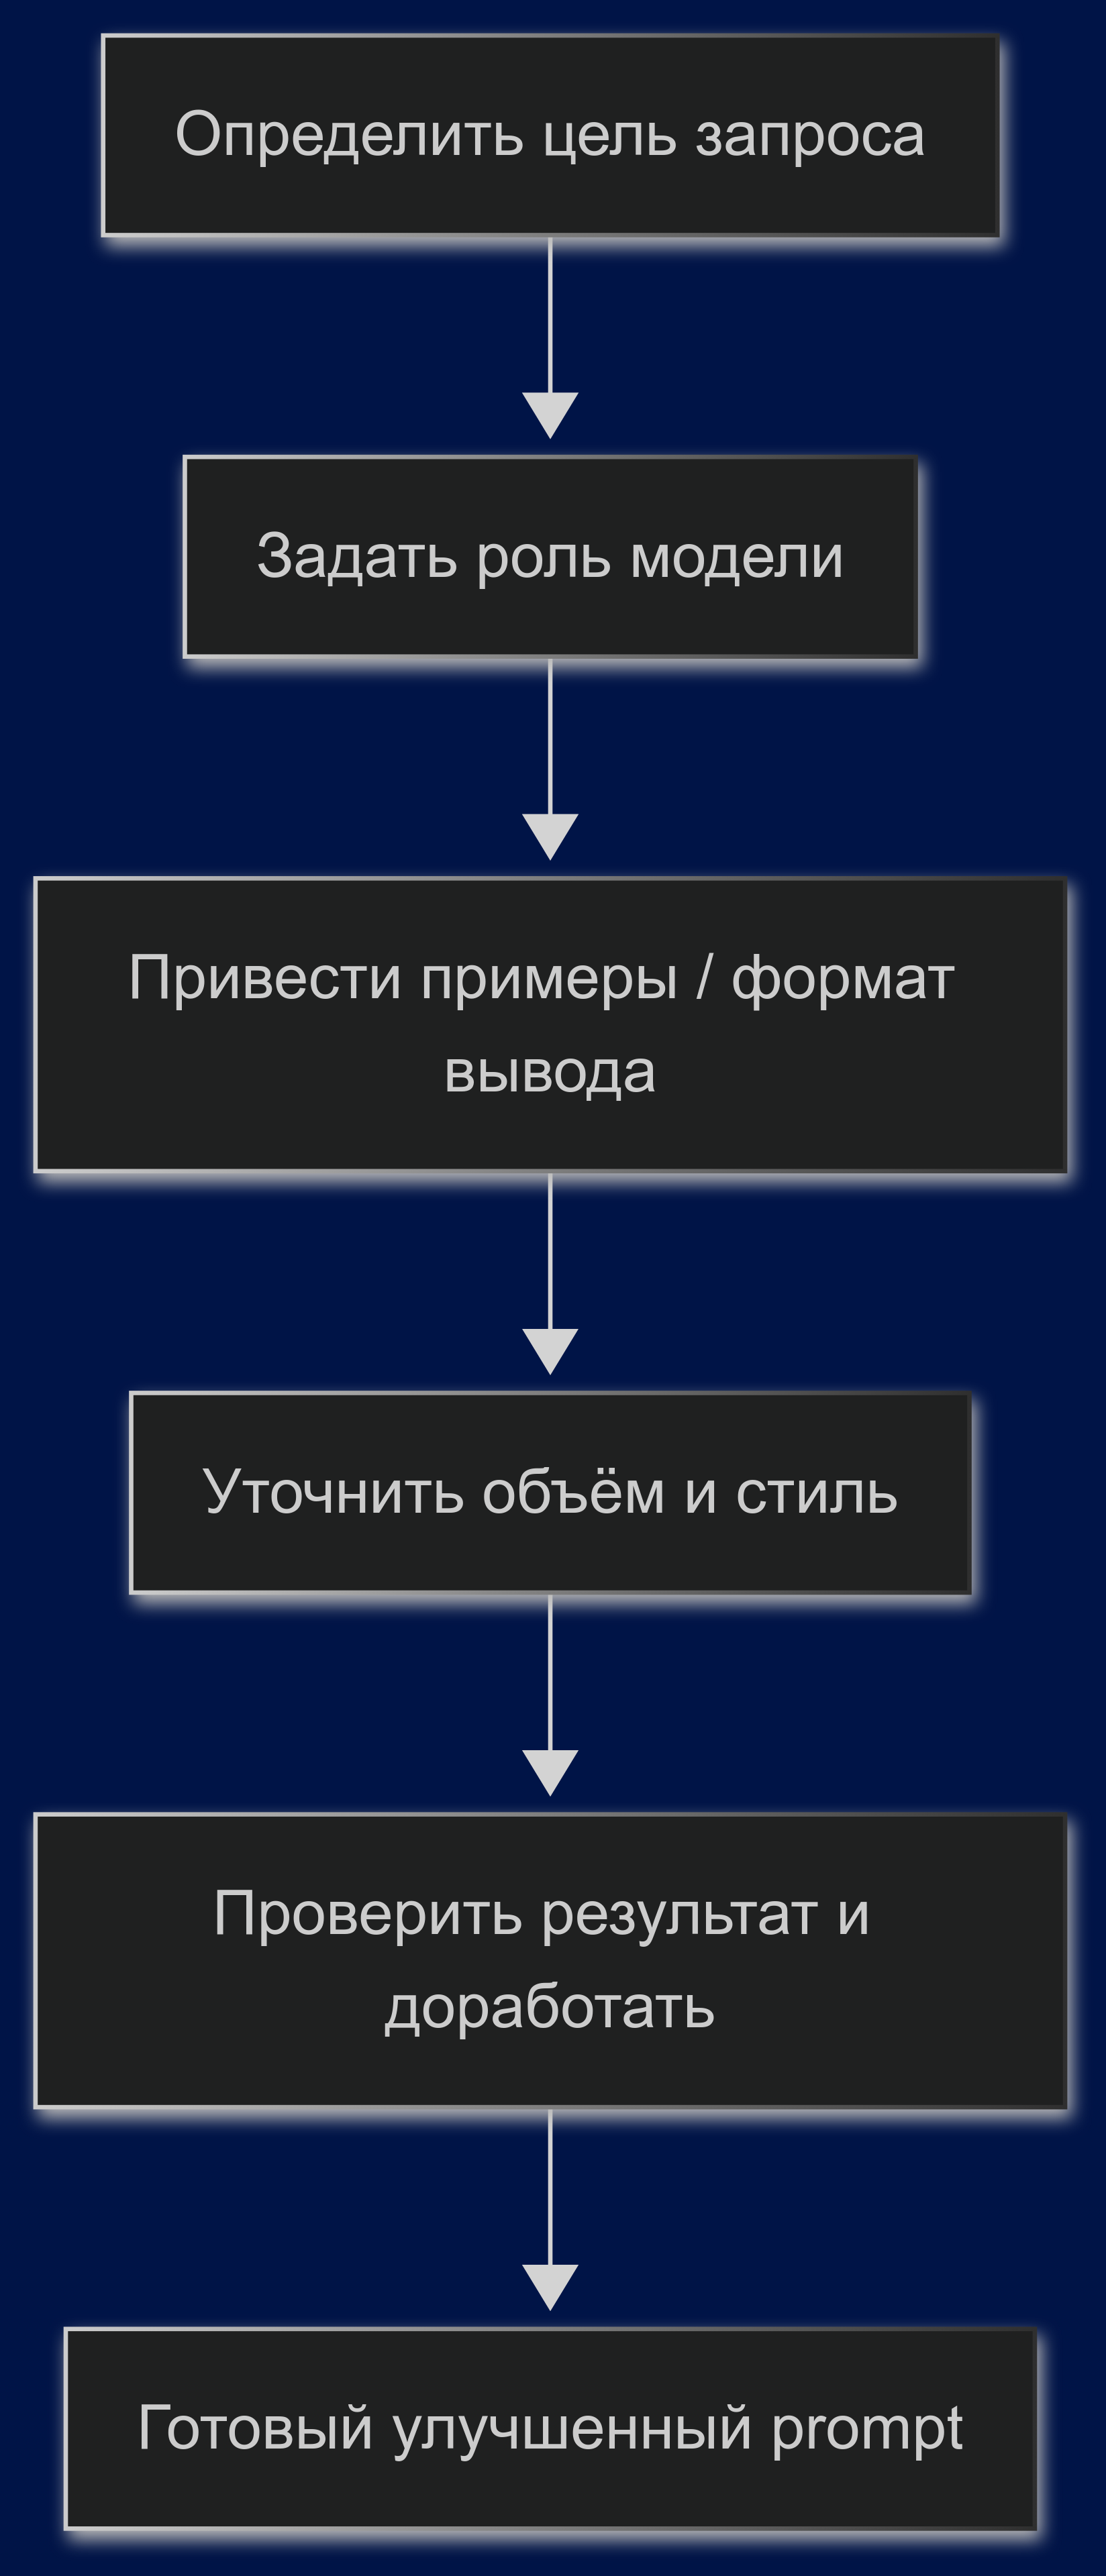 Определить цель запроса
Задать роль модели
Привести примеры / формат
вывода
Уточнить объём и стиль
Проверить результат и
доработать
Готовый улучшенный prompt